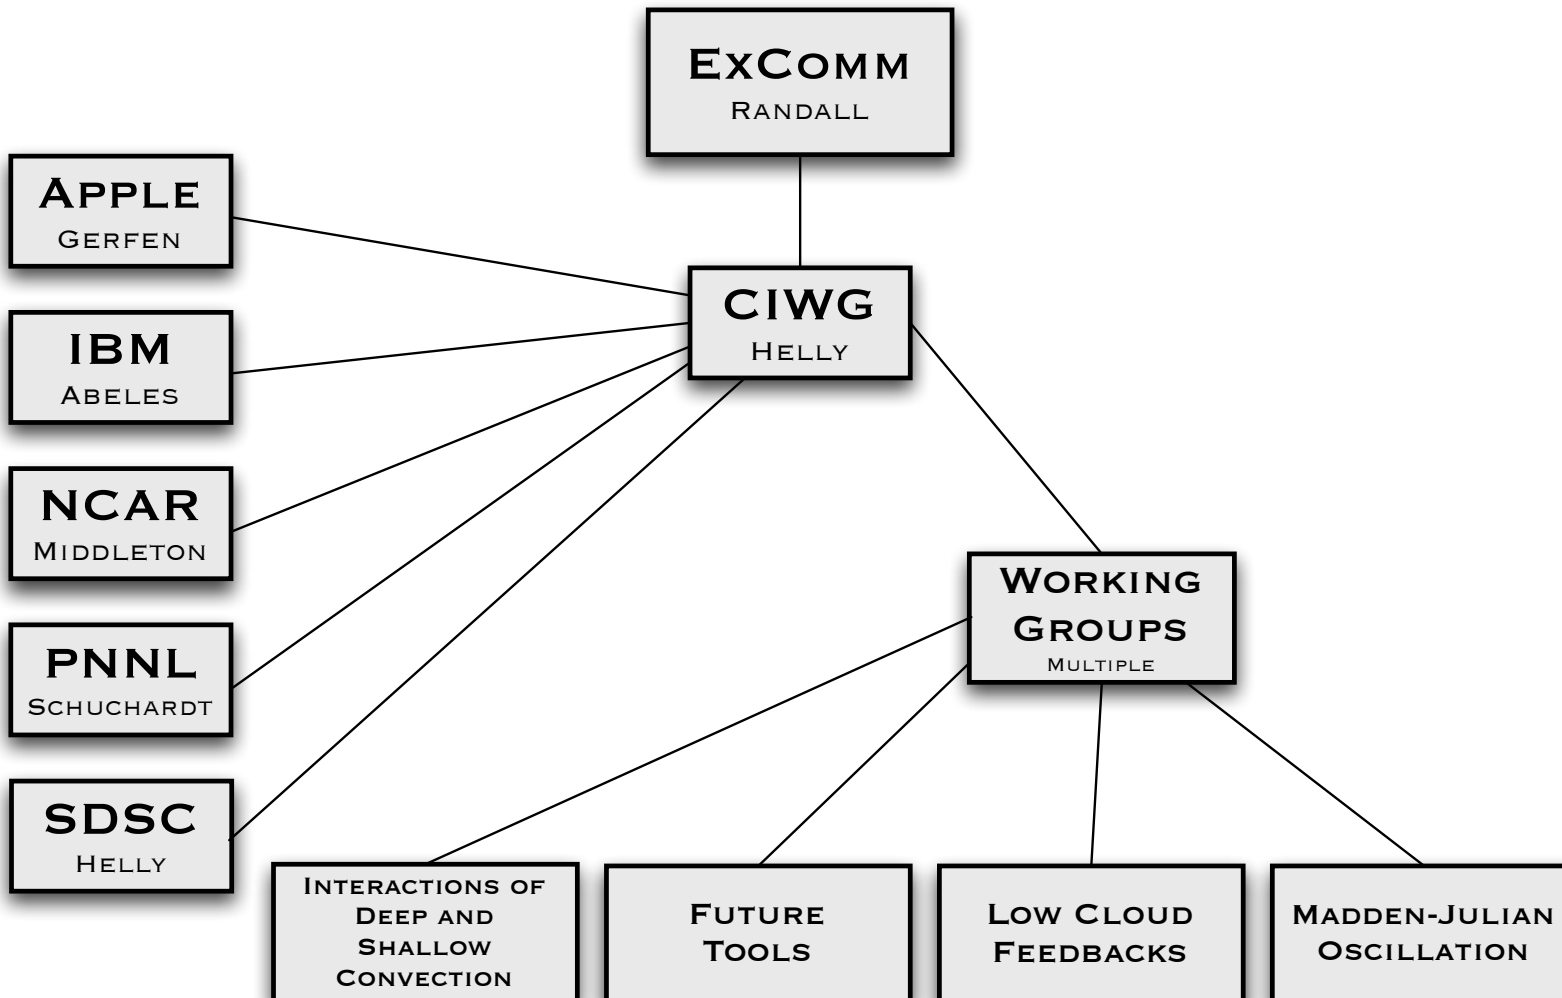 ExComm
Randall
Apple
Gerfen
CIWG
Helly
IBM
Abeles
NCAR
Middleton
Working
Groups
Multiple
PNNL
Schuchardt
SDSC
Helly
Interactions of
Deep and
Shallow
Convection
Future
Tools
Low Cloud
Feedbacks
Madden-Julian
Oscillation